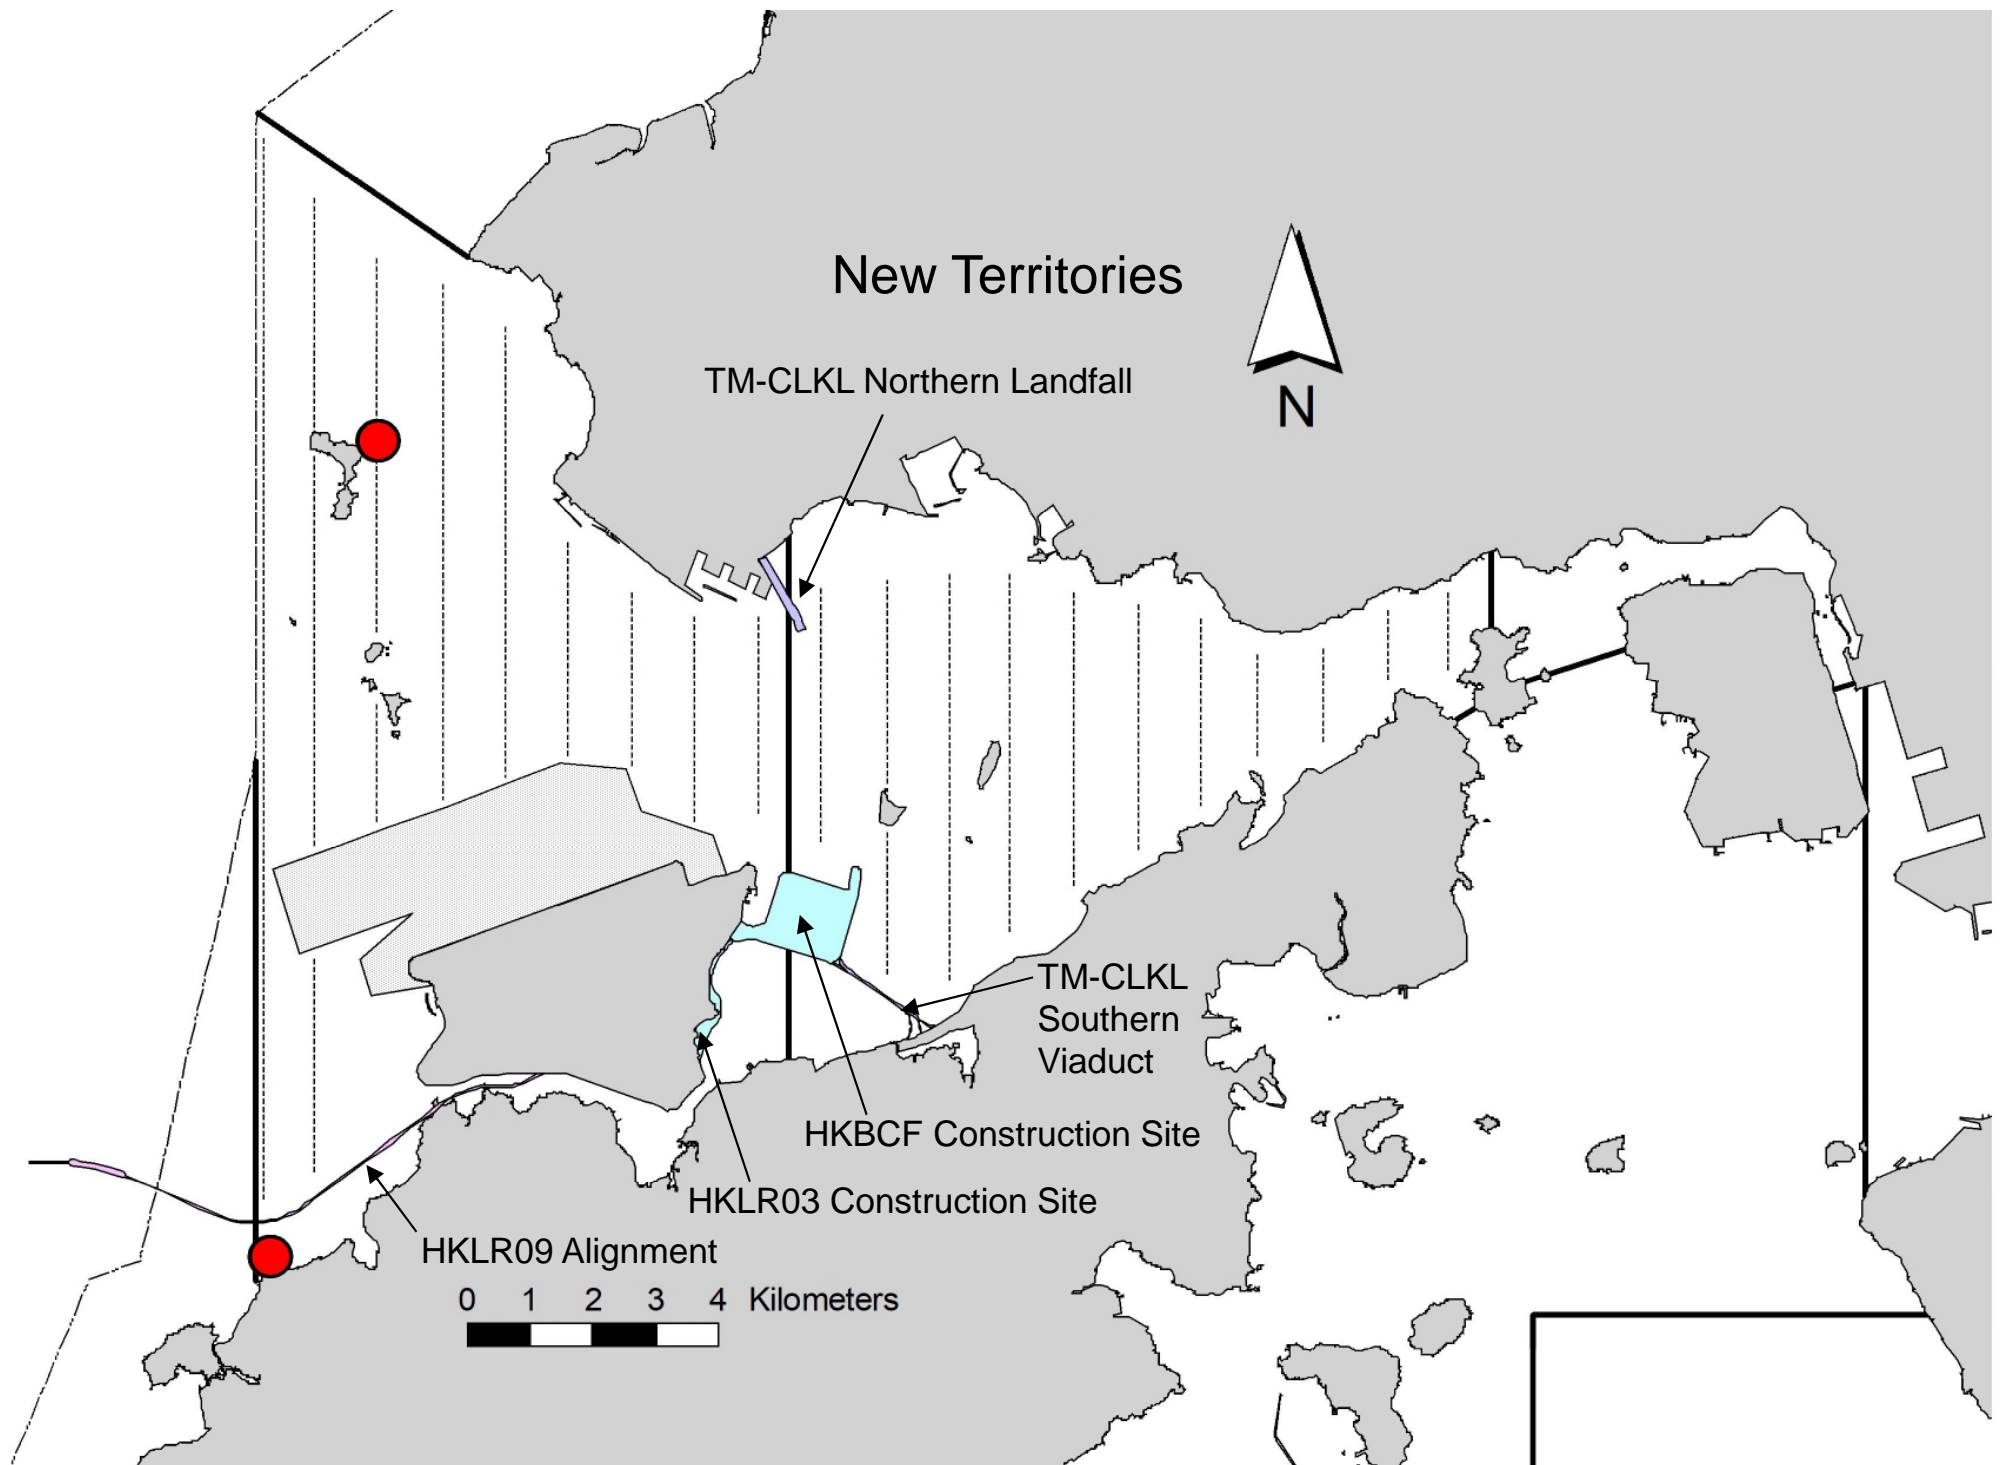 New Territories
TM-CLKL Northern Landfall
N
TM-CLKL
Southern
Viaduct
HKBCF Construction Site
HKLR03 Construction Site
HKLR09 Alignment
0 1 2 3 4 Kilometers